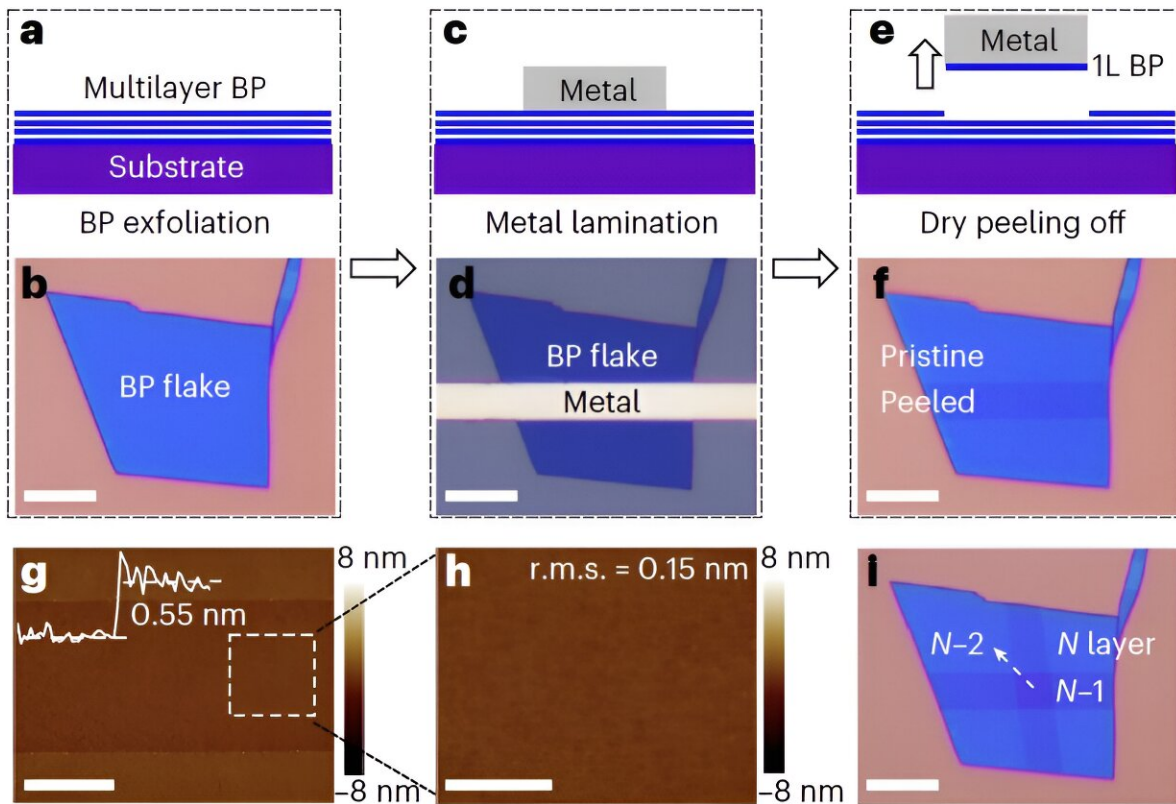 a
Multilayer BP
Substrate
BP exfoliation
c
Metal
Metal lamination
e
Metal
1L BP
Dry peeling off
b
BP flake
d
BP flake
Metal
f
Pristine
Peeled
g
0.55 nm
8 nm
–8 nm
h
r.m.s. = 0.15 nm
8 nm
–8 nm
i
N–2
N layer
N–1